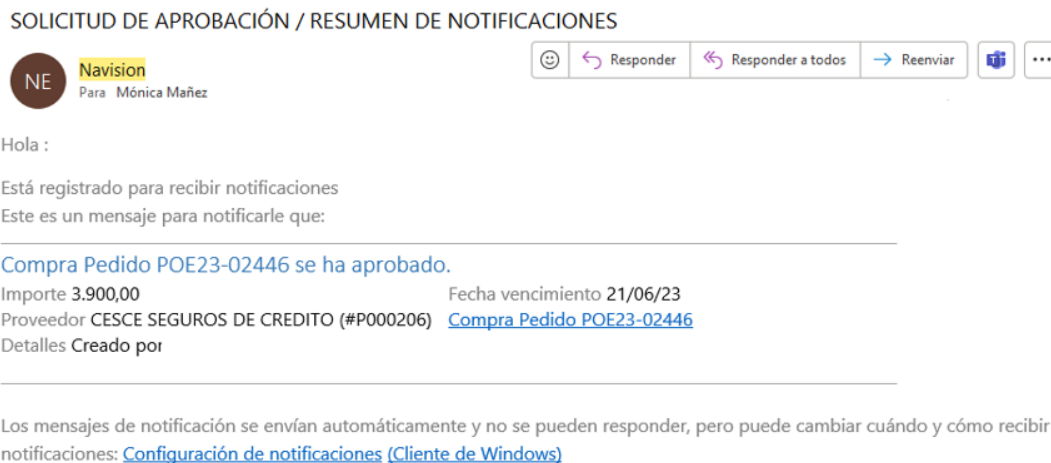 SOLICITUD DE APROBACIÓN / RESUMEN DE NOTIFICACIONES
NE
Navision
Para Mónica Mañez
Responder
Responder a todos
Reenviar
Hola :
Está registrado para recibir notificaciones
Este es un mensaje para notificarle que:
Compra Pedido POE23-02446 se ha aprobado.
Importe 3.900,00 Fecha vencimiento 21/06/23
Proveedor CESCE SEGUROS DE CREDITO (#P000206) Compra Pedido POE23-02446
Detalles Creado por
Los mensajes de notificación se envían automáticamente y no se pueden responder, pero puede cambiar cuándo y cómo recibir
notificaciones: Configuración de notificaciones (Cliente de Windows)